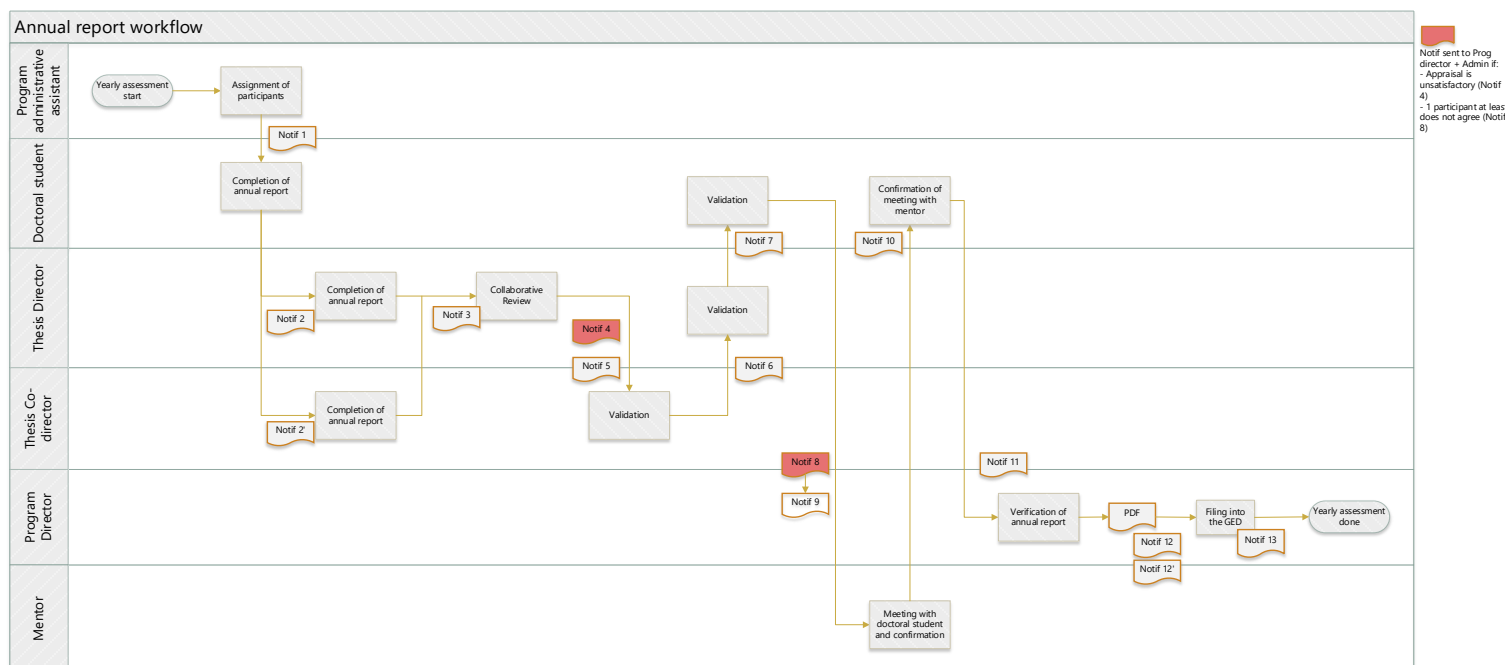 Annual report workflow
Notif sent to Prog
director + Admin if:
- Appraisal is
unsatisfactory (Notif
4)
- 1 participant at least
does not agree (Notif
8)
Program
administrative
assistant
Yearly assessment
start
Assignment of
participants
Notif 1
Doctoral student
Completion of
annual report
Validation
Notif 7
Confirmation of
meeting with
mentor
Notif 10
Thesis Director
Completion of
annual report
Notif 2
Notif 3
Collaborative
Review
Notif 4
Notif 5
Validation
Notif 6
Thesis Co-
director
Completion of
annual report
Notif 2'
Validation
Notif 8
Notif 11
Program
Director
Notif 9
Verification of
annual report
PDF
Notif 12
Filing into
the GED
Notif 13
Yearly assessment
done
Notif 12'
Mentor
Meeting with
doctoral student
and confirmation